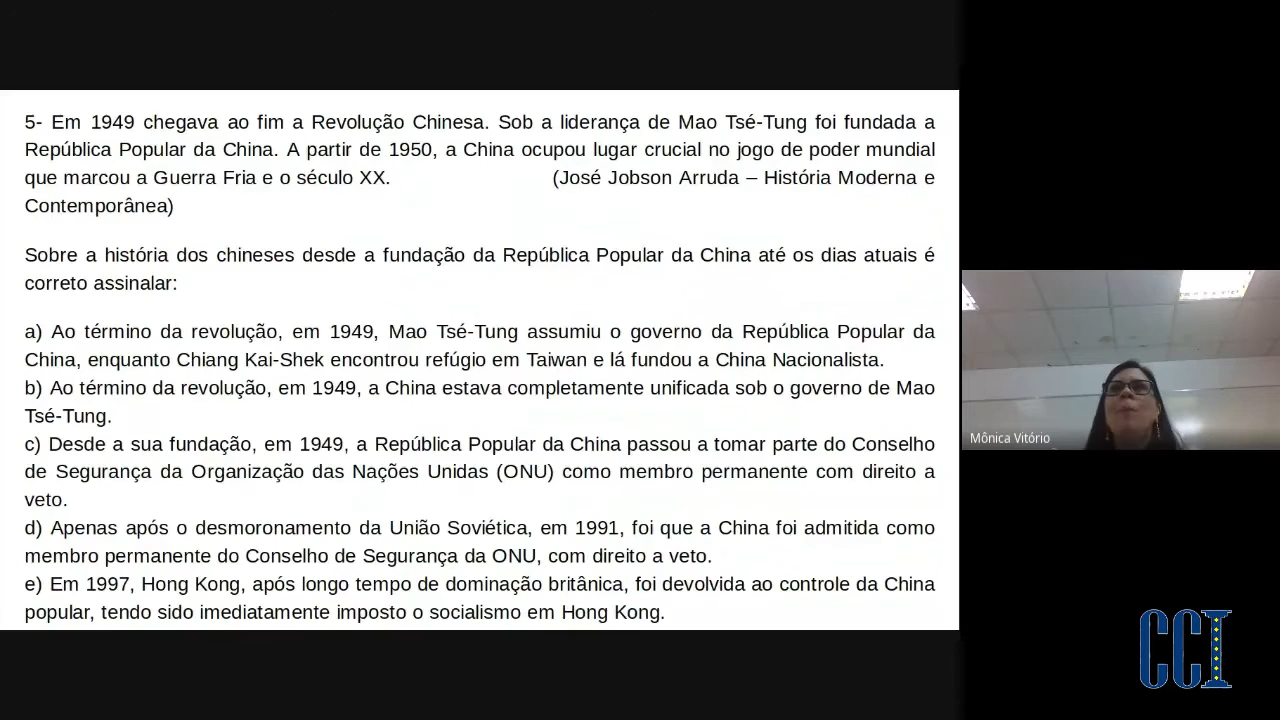 5- Em 1949 chegava ao fim a Revolução Chinesa. Sob a liderança de Mao Tsé-Tung foi fundada a
República Popular da China. A partir de 1950, a China ocupou lugar crucial no jogo de poder mundial
que marcou a Guerra Fria e o século XX. (José Jobson Arruda – História Moderna e
Contemporânea)
Sobre a história dos chineses desde a fundação da República Popular da China até os dias atuais é
correto assinalar:
a) Ao término da revolução, em 1949, Mao Tsé-Tung assumiu o governo da República Popular da
China, enquanto Chiang Kai-Shek encontrou refúgio em Taiwan e lá fundou a China Nacionalista.
b) Ao término da revolução, em 1949, a China estava completamente unificada sob o governo de Mao
Tsé-Tung.
c) Desde a sua fundação, em 1949, a República Popular da China passou a tomar parte do Conselho
de Segurança da Organização das Nações Unidas (ONU) como membro permanente com direito a
veto.
d) Apenas após o desmoronamento da União Soviética, em 1991, foi que a China foi admitida como
membro permanente do Conselho de Segurança da ONU, com direito a veto.
e) Em 1997, Hong Kong, após longo tempo de dominação britânica, foi devolvida ao controle da China
popular, tendo sido imediatamente imposto o socialismo em Hong Kong.
Mônica Vitório
CCI